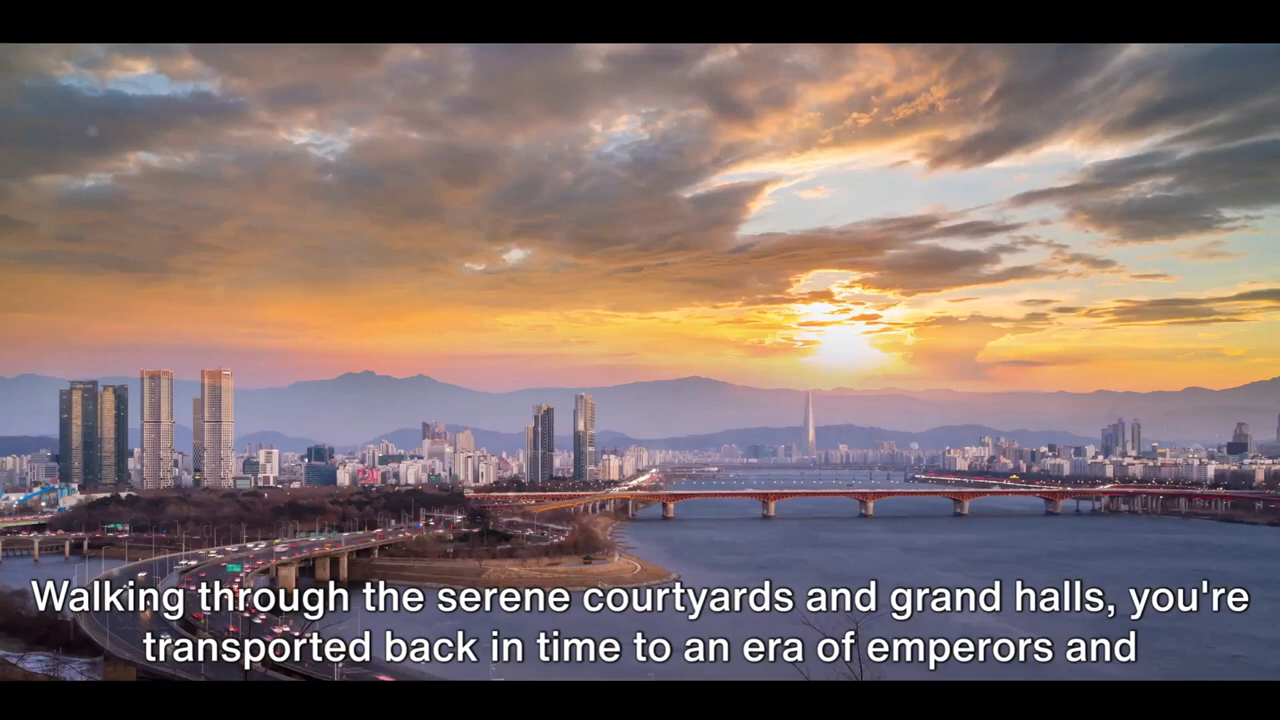 Walking through the serene courtyards and grand halls, you're
transported back in time to an era of emperors and